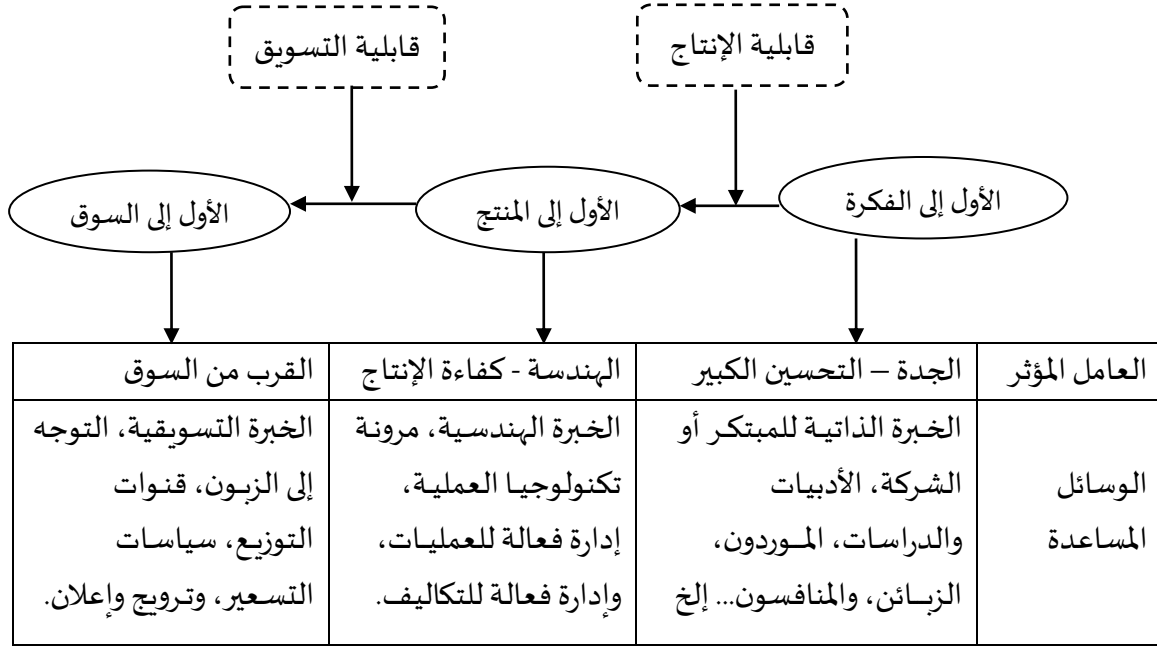 قابلية الإنتاج
قابلية التسويق
الأول إلى الفكرة
الأول إلى المنتج
الأول إلى السوق
العامل المؤثر
الجدة – التحسين الكبير
الهندسة - كفاءة الإنتاج
القرب من السوق
الوسائل
المساعدة
الخبرة الذاتية للمبتكر أو
الشركة، الأدبيات
والدراسات، الموردون،
الزبائن، والمنافسون... إلخ
الخبرة الهندسية، مرونة
تكنولوجيا العملية،
إدارة فعالة للعمليات،
وإدارة فعالة للتكاليف.
الخبرة التسويقية، التوجه
إلى الزبون، قنوات
التوزيع، سياسات
التسعير، وترويج وإعلان.